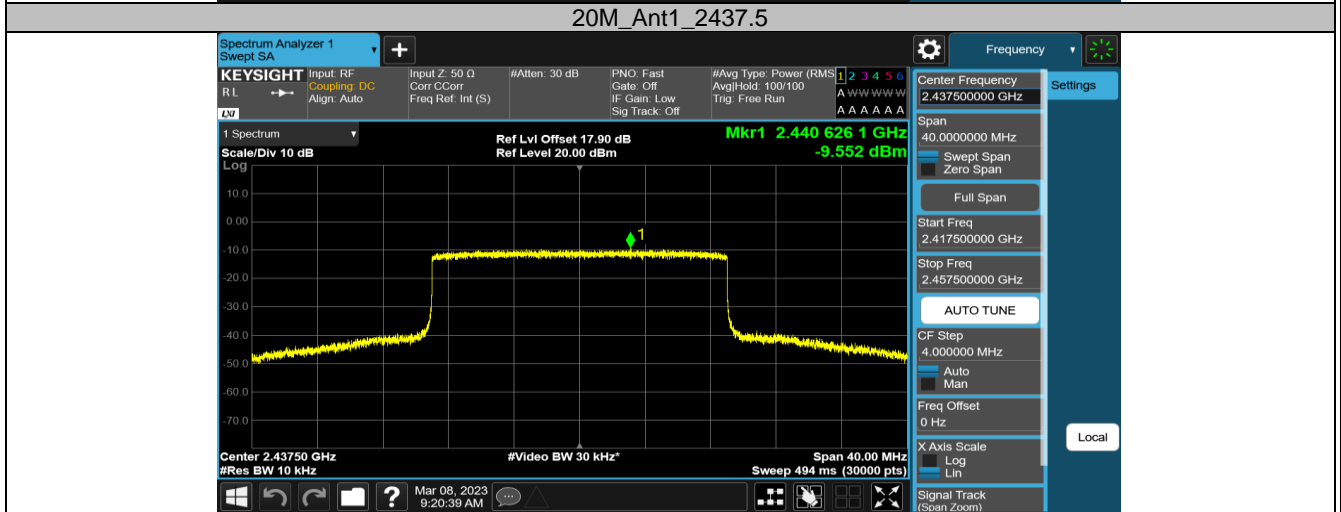 20M_Ant1_2437.5
Spectrum Analyzer 1
Swept SA
+
Frequency
KEYSIGHT
RL
LXI
Input: RF
Coupling: DC
Align: Auto
Input Z: 50 Ω
Corr CCorr
Freq Ref: Int (S)
#Atten: 30 dB
PNO: Fast
Gate: Off
IF Gain: Low
Sig Track: Off
#Avg Type: Power (RMS
Avg|Hold: 100/100
Trig: Free Run
1 2 3 4 5 6
A W W W W W
A A A A A A
1 Spectrum
Scale/Div 10 dB
Log
Ref Lvl Offset 17.90 dB
Ref Level 20.00 dBm
Mkr1 2.440 626 1 GHz
-9.552 dBm
10.0
0.00
-10.0
-20.0
-30.0
-40.0
-50.0
-60.0
-70.0
1
Center 2.43750 GHz
#Res BW 10 kHz
#Video BW 30 kHz*
Span 40.00 MHz
Sweep 494 ms (30000 pts)
?
Mar 08, 2023
9:20:39 AM
Center Frequency
2.437500000 GHz
Span
40.0000000 MHz
Swept Span
Zero Span
Full Span
Start Freq
2.417500000 GHz
Stop Freq
2.457500000 GHz
AUTO TUNE
CF Step
4.000000 MHz
Auto
Man
Freq Offset
0 Hz
X Axis Scale
Log
Lin
Signal Track
(Span Zoom)
Settings
Local